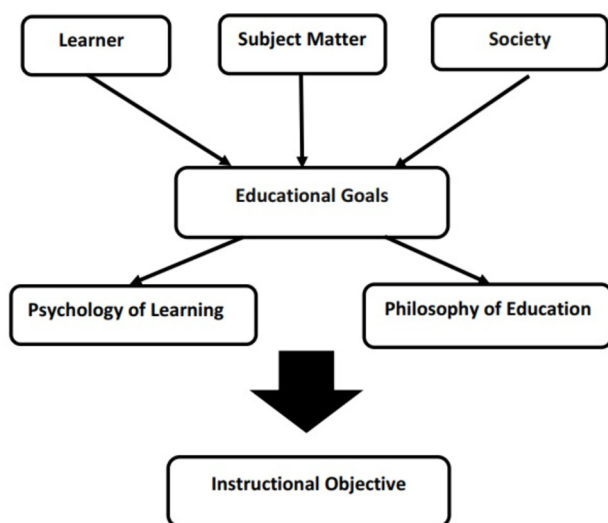 Learner
Subject Matter
Society
Educational Goals
Psychology of Learning
Philosophy of Education
Instructional Objective